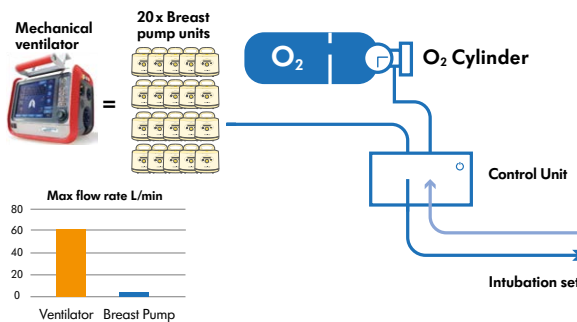 Mechanical
ventilator
=
20 x Breast
pump units
O₂
O₂ Cylinder
Control Unit
Intubation set
Max flow rate L/min
80
60
40
20
0
Ventilator Breast Pump